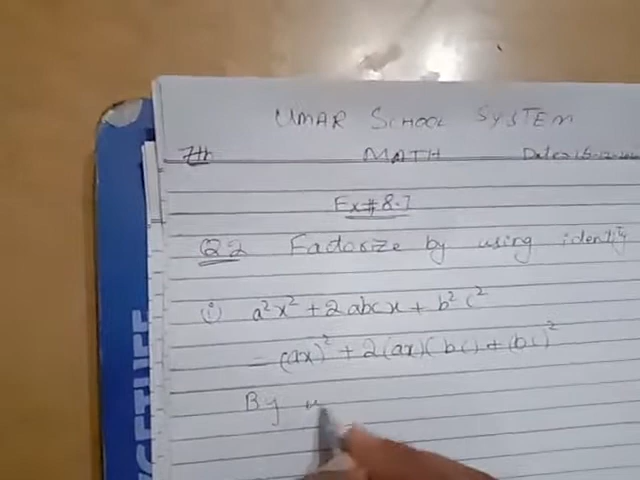 UMAR SCHOOL SYSTEM
7th MATH
Ex# 8.7
Q2 Factorize by using identity
(i) a²x² + 2abcx + b²c²
= (ax)² + 2(ax)(bc) + (bc)²
By